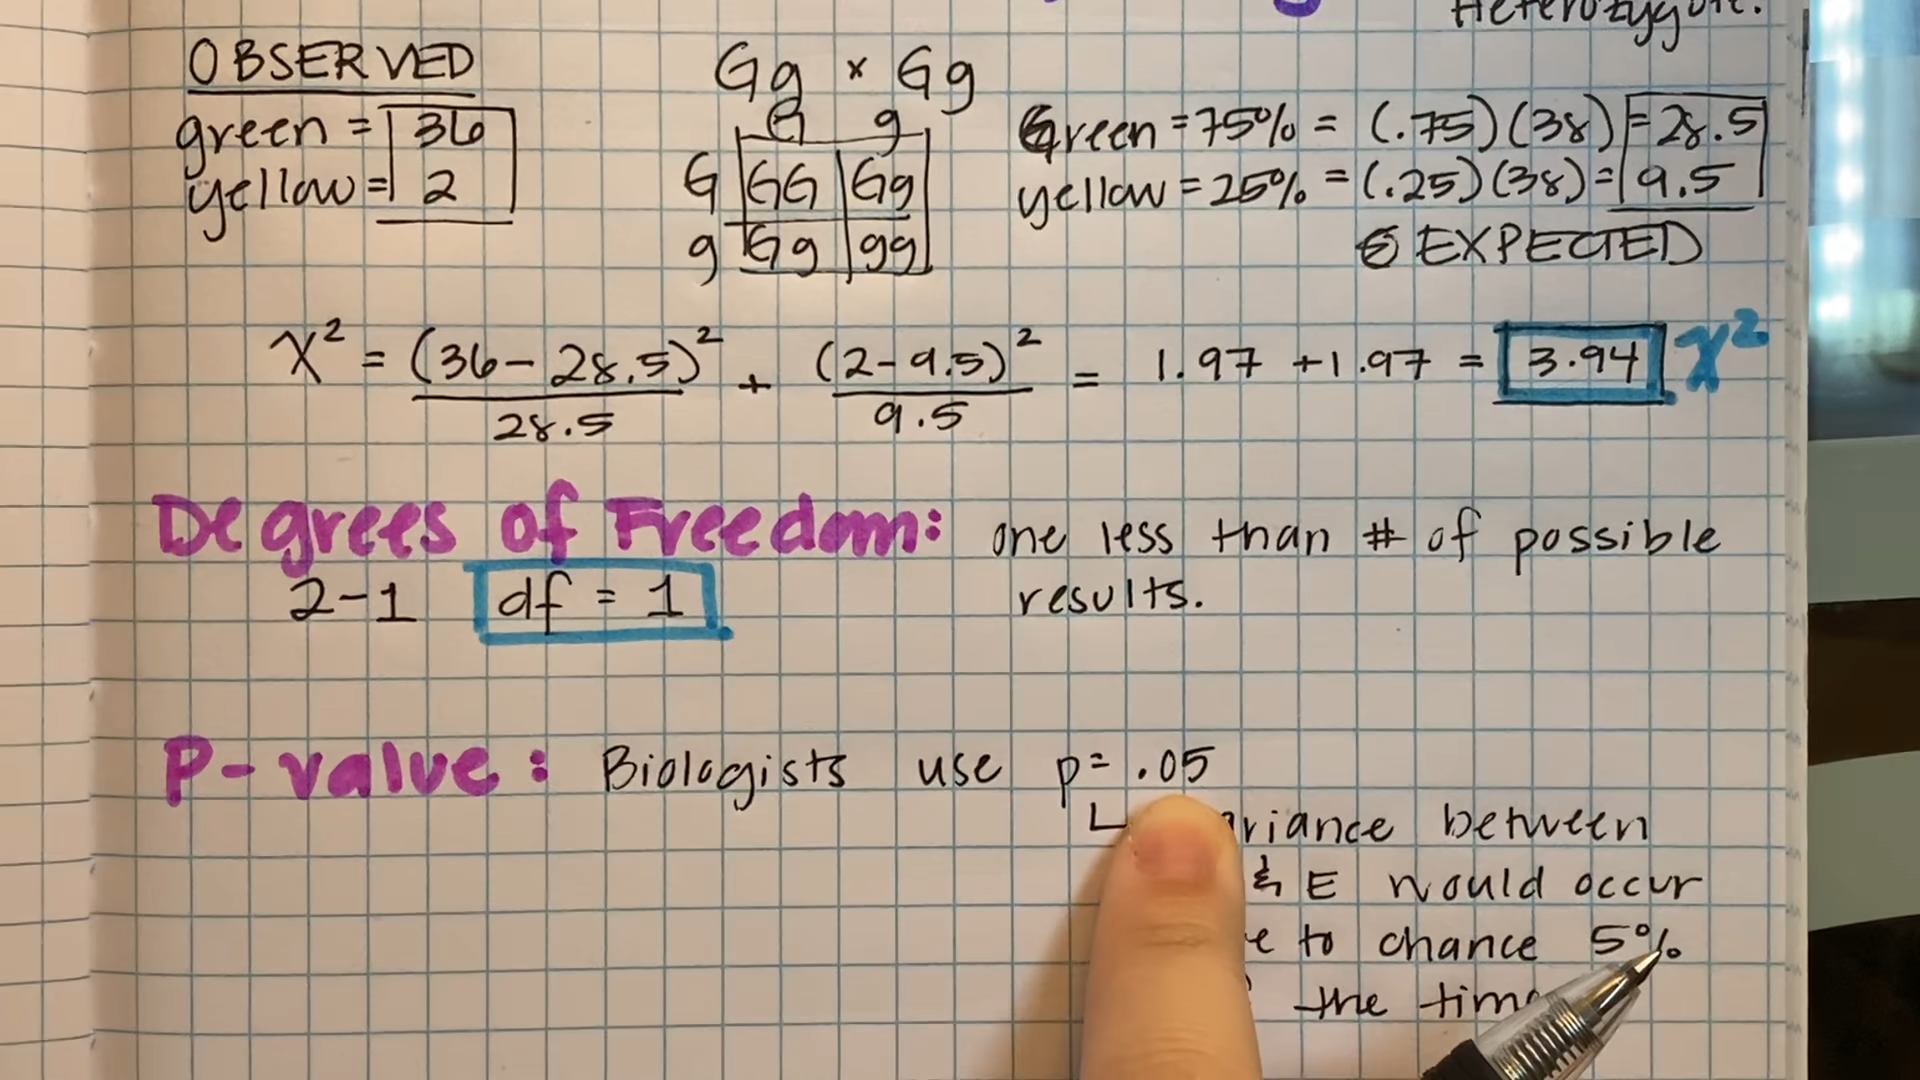 Heterozygote.
OBSERVED
green = 36
yellow = 2
Gg × Gg
G g
G GG Gg
g Gg gg
Green = 75% = (.75)(38) = 28.5
yellow = 25% = (.25)(38) = 9.5
EXPECTED
χ² = (36 - 28.5)² / 28.5 + (2 - 9.5)² / 9.5 = 1.97 + 1.97 = 3.94 χ²
Degrees of Freedom: one less than # of possible
results.
2-1 df = 1
P-value: Biologists use p= .05
ariance between
& E would occur
e to chance 5%
the time